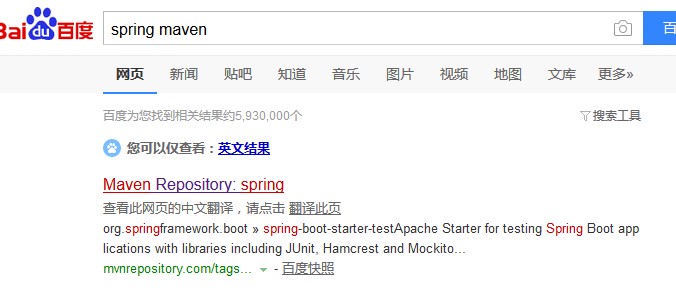 Bai du 百度 spring maven 百
网页 新闻 贴吧 知道 音乐 图片 视频 地图 文库 更多»
百度为您找到相关结果约5,930,000个 搜索工具
您可以仅查看：英文结果
Maven Repository: spring
查看此网页的中文翻译，请点击 翻译此页
org.springframework.boot » spring-boot-starter-testApache Starter for testing Spring Boot app
lications with libraries including JUnit, Hamcrest and Mockito...
mvnrepository.com/tags... - 百度快照